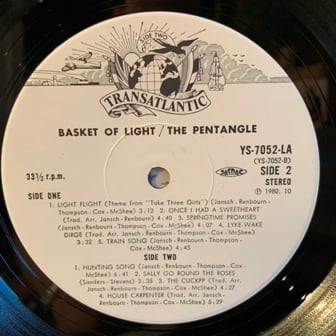 SIDE TWO
TRANSATLANTIC
BASKET OF LIGHT / THE PENTANGLE
YS-7052-LA
(YS-7052-B)
33 1/3 r.p.m.
SIDE 2
STEREO
SIDE ONE
Ⓟ 1980. 10
1. LIGHT FLIGHT (Theme from "Take Three Girls") (Jansch - Renbourn -
Thompson - Cox - McShee) 3:12 2. ONCE I HAD A SWEETHEART
(Trad. Arr. Jansch - Renbourn - Thompson - Cox -
McShee) 4:40 3. SPRINGTIME PROMISES
(Jansch - Renbourn - Thompson - Cox - McShee) 4:07 4. LYKE-WAKE
DIRGE (Trad. Arr. Jansch - Renbourn - Thompson - Cox - McShee)
3:32 5. TRAIN SONG (Jansch - Renbourn - Thompson - Cox - McShee)
4:45
SIDE TWO
1. HUNTING SONG (Jansch - Renbourn - Thompson - Cox -
McShee) 6:41 2. SALLY GO ROUND THE ROSES
(Sanders - Stevens) 3:35 3. THE CUCKOO (Trad. Arr. Jansch -
Renbourn - Thompson - Cox - McShee) 4:27
4. HOUSE CARPENTER (Trad. Arr. Jansch -
Renbourn - Thompson - Cox - McShee) 5:29